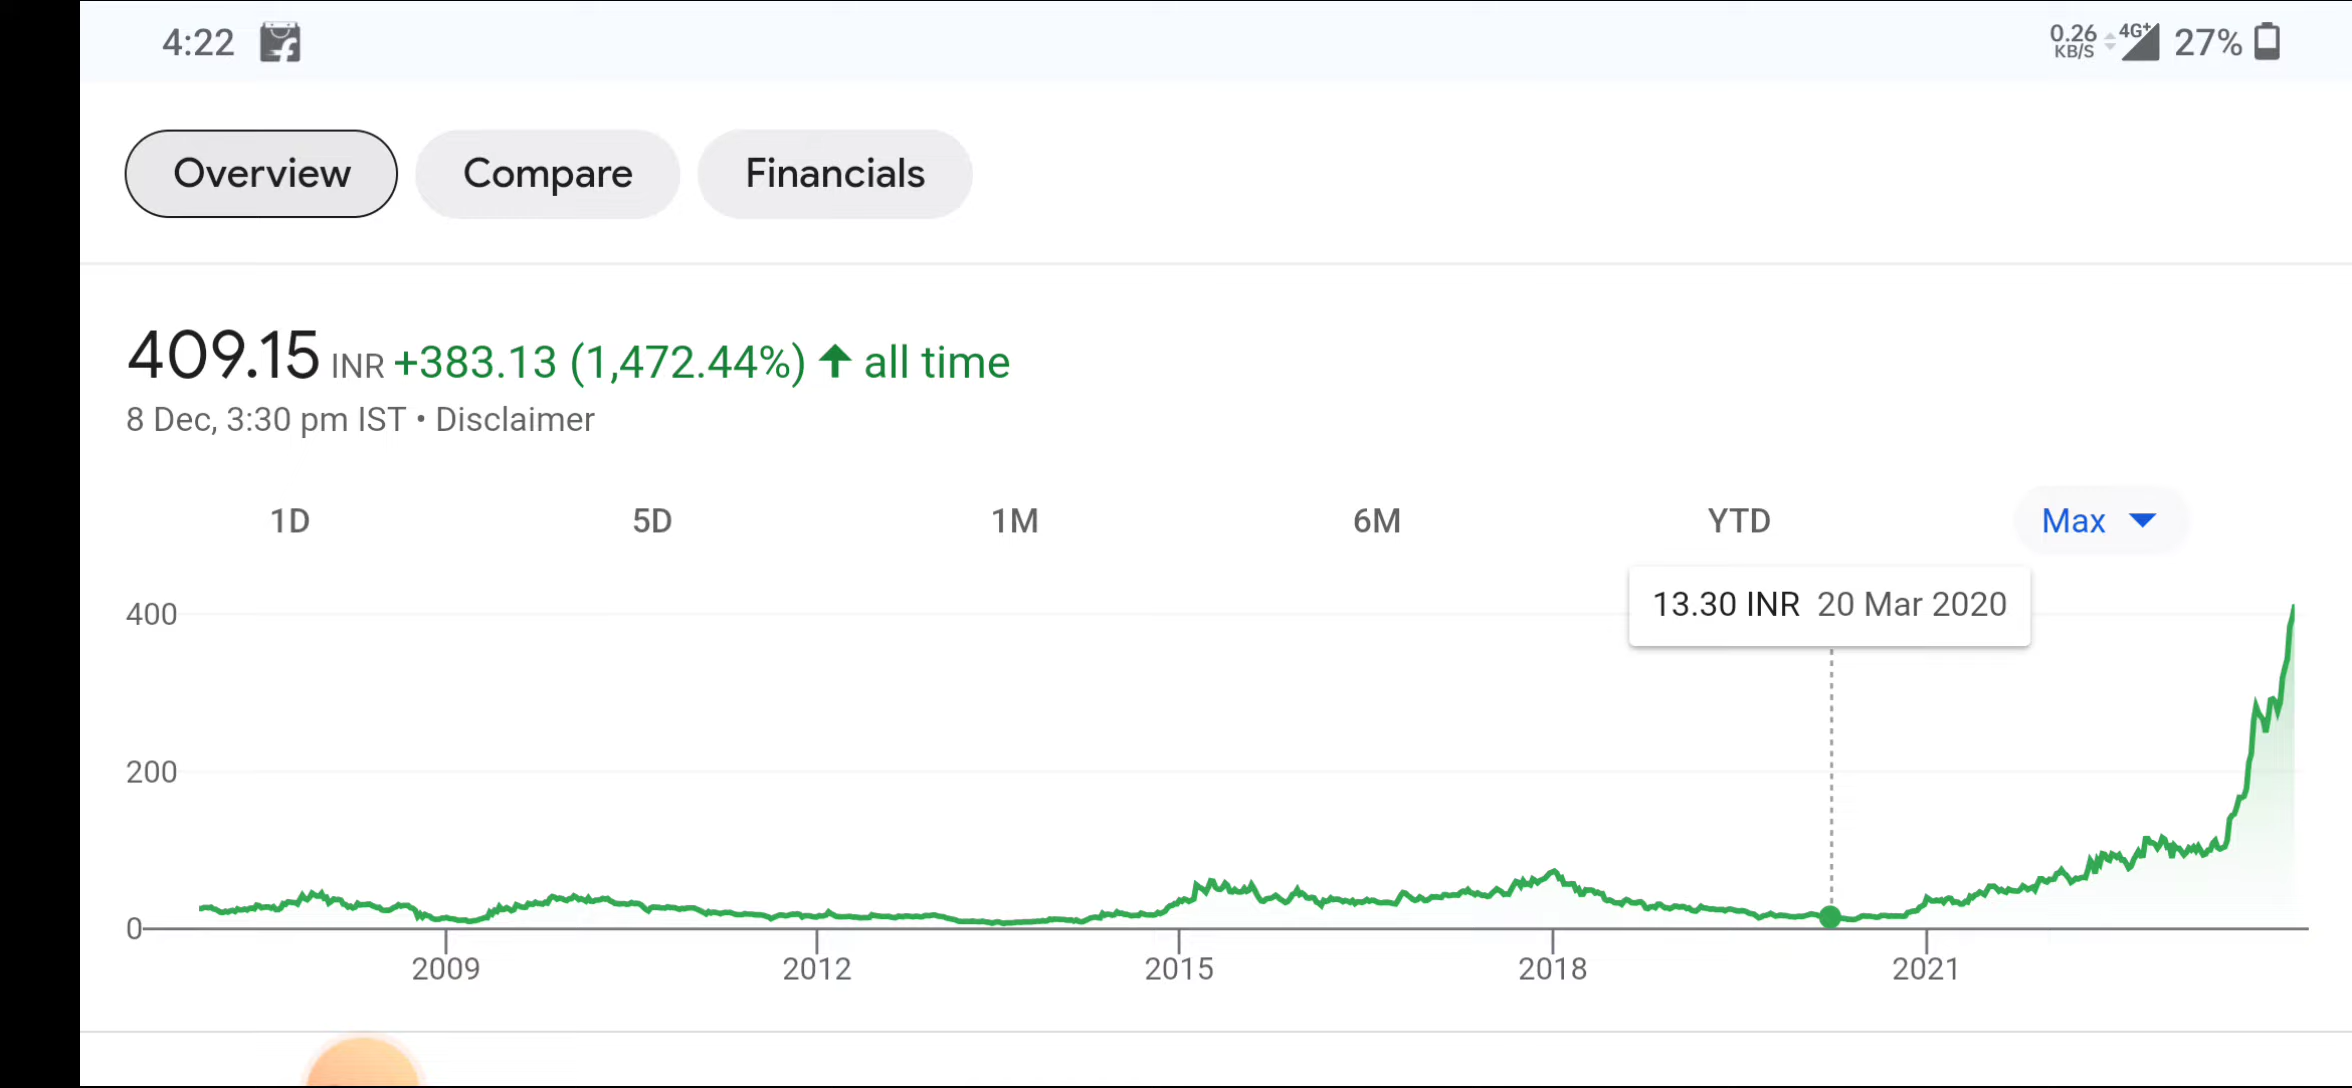 4:22
0.26 KB/S 4G+ 27%
Overview Compare Financials
409.15 INR +383.13 (1,472.44%) ↑ all time
8 Dec, 3:30 pm IST • Disclaimer
1D 5D 1M 6M YTD Max
13.30 INR 20 Mar 2020
400
200
0
2009 2012 2015 2018 2021